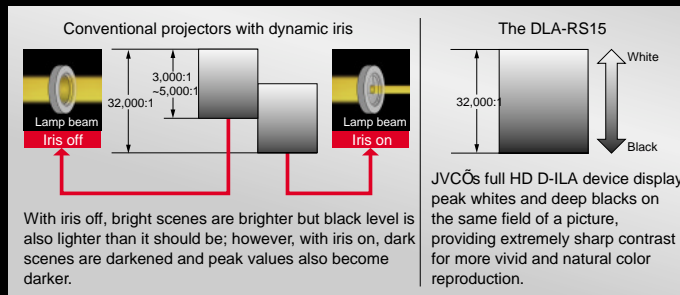 Conventional projectors with dynamic iris
Lamp beam
Iris off
32,000:1
3,000:1
~5,000:1
Lamp beam
Iris on
With iris off, bright scenes are brighter but black level is
also lighter than it should be; however, with iris on, dark
scenes are darkened and peak values also become
darker.
The DLA-RS15
32,000:1
White
Black
JVCÕs full HD D-ILA device display
peak whites and deep blacks on
the same field of a picture,
providing extremely sharp contrast
for more vivid and natural color
reproduction.